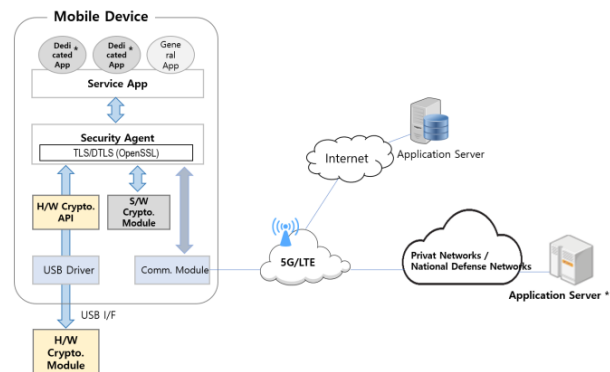 Mobile Device
Dedi
cated
App
*
Dedi
cated
App
*
Gene
ral
App
Service App
Security Agent
TLS/DTLS (OpenSSL)
H/W Crypto.
API
S/W
Crypto.
Module
USB Driver
Comm. Module
USB I/F
H/W
Crypto.
Module
Internet
Application Server
5G/LTE
Privat Networks /
National Defense Networks
Application Server *